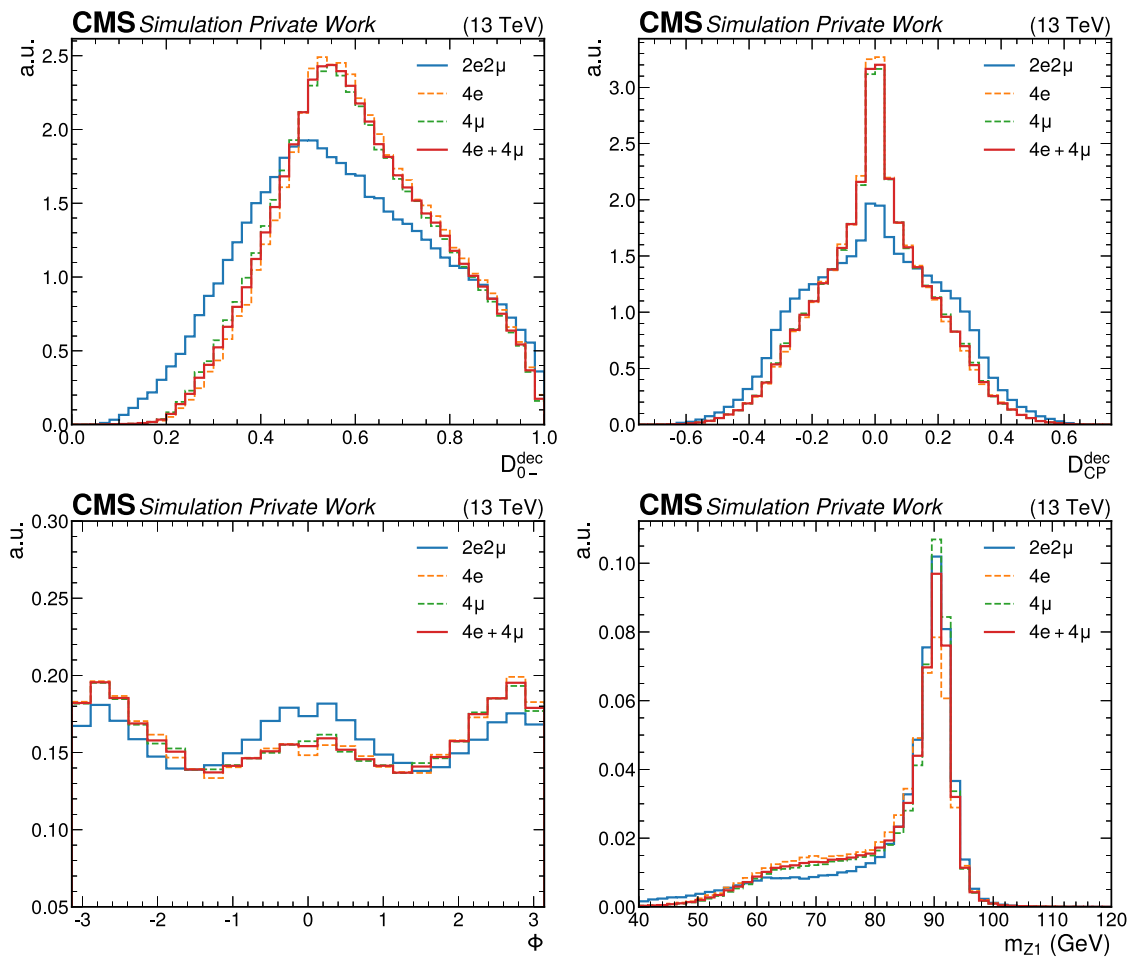 CMS Simulation Private Work (13 TeV)
a.u.
2e2μ
4e
4μ
4e + 4μ
2.5
2.0
1.5
1.0
0.5
0.0
0.0 0.2 0.4 0.6 0.8 1.0
D_{0-}^{dec}
CMS Simulation Private Work (13 TeV)
a.u.
2e2μ
4e
4μ
4e + 4μ
3.0
2.5
2.0
1.5
1.0
0.5
0.0
-0.6 -0.4 -0.2 0.0 0.2 0.4 0.6
D_{CP}^{dec}
CMS Simulation Private Work (13 TeV)
a.u.
2e2μ
4e
4μ
4e + 4μ
0.30
0.25
0.20
0.15
0.10
0.05
-3 -2 -1 0 1 2 3
Φ
CMS Simulation Private Work (13 TeV)
a.u.
2e2μ
4e
4μ
4e + 4μ
0.10
0.08
0.06
0.04
0.02
0.00
40 50 60 70 80 90 100 110 120
m_{Z1} (GeV)